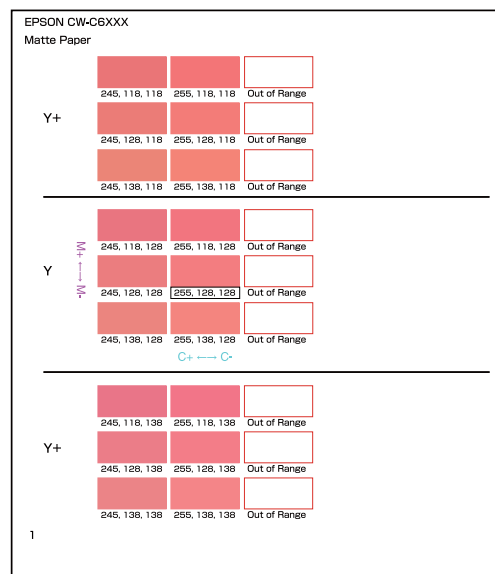 EPSON CW-C6XXX
Matte Paper
245, 118, 118 255, 118, 118 Out of Range
Y+
245, 128, 118 255, 128, 118 Out of Range
245, 138, 118 255, 138, 118 Out of Range
245, 118, 128 255, 118, 128 Out of Range
Y
M+ ←→ M-
245, 128, 128 255, 128, 128 Out of Range
245, 138, 128 255, 138, 128 Out of Range
C+ ←→ C-
245, 118, 138 255, 118, 138 Out of Range
Y+
245, 128, 138 255, 128, 138 Out of Range
245, 138, 138 255, 138, 138 Out of Range
1